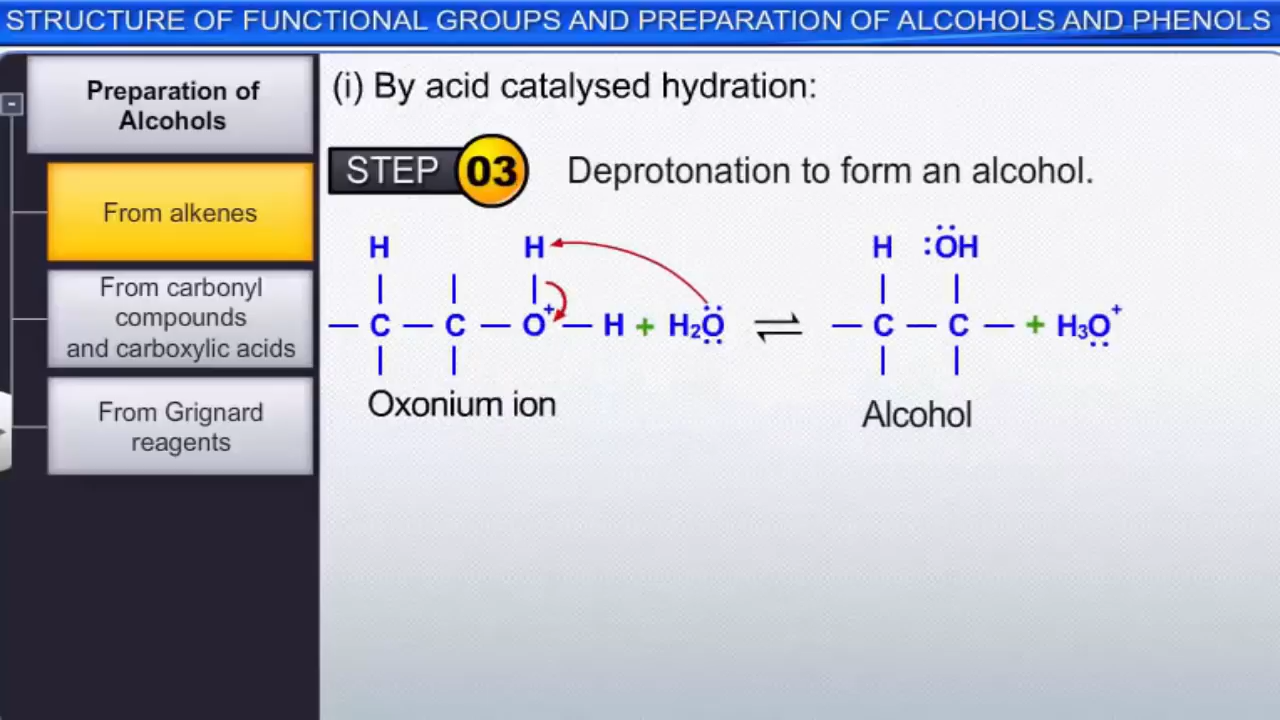 STRUCTURE OF FUNCTIONAL GROUPS AND PREPARATION OF ALCOHOLS AND PHENOLS
Preparation of
Alcohols
From alkenes
From carbonyl
compounds
and carboxylic acids
From Grignard
reagents
(i) By acid catalysed hydration:
STEP 03 Deprotonation to form an alcohol.
H H H :ÖH
— C — C — O⁺ — H + H₂Ö ⇌ — C — C — + H₃O⁺
Oxonium ion
Alcohol